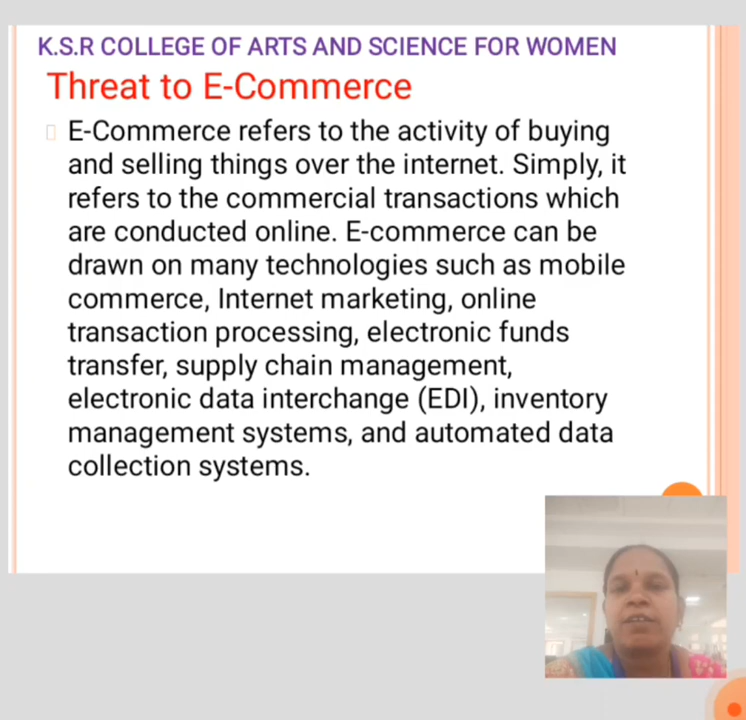 K.S.R COLLEGE OF ARTS AND SCIENCE FOR WOMEN
Threat to E-Commerce
E-Commerce refers to the activity of buying
and selling things over the internet. Simply, it
refers to the commercial transactions which
are conducted online. E-commerce can be
drawn on many technologies such as mobile
commerce, Internet marketing, online
transaction processing, electronic funds
transfer, supply chain management,
electronic data interchange (EDI), inventory
management systems, and automated data
collection systems.